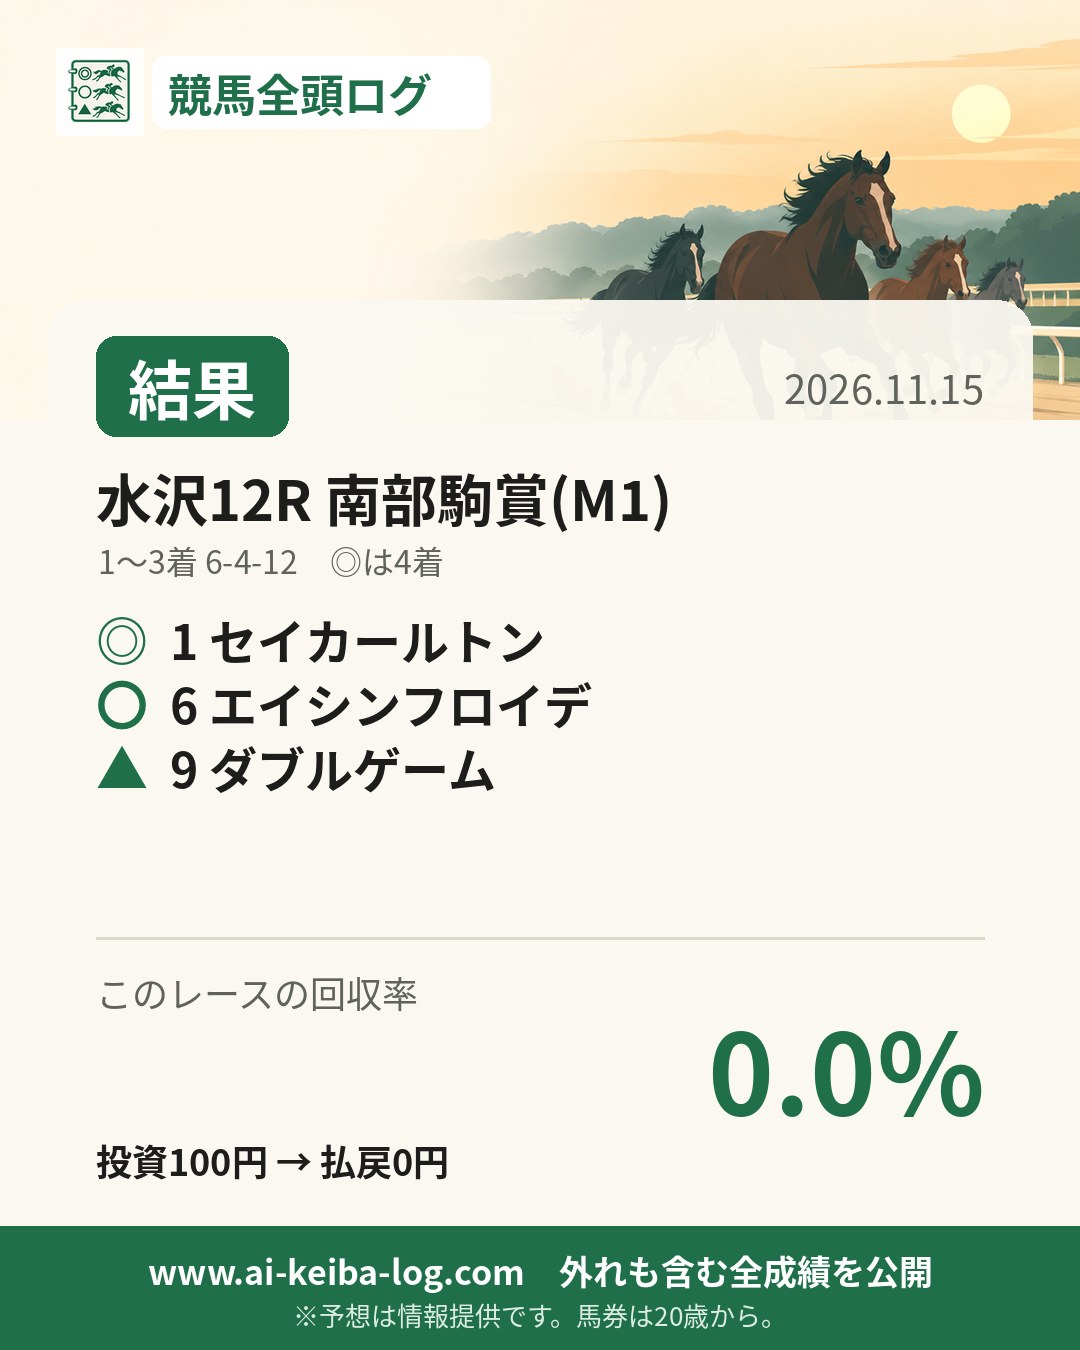 競馬全頭ログ
結果
2026.11.15
水沢12R 南部駒賞(M1)
1〜3着 6-4-12　◎は4着
◎ 1 セイカールトン
○ 6 エイシンフロイデ
▲ 9 ダブルゲーム
このレースの回収率
0.0%
投資100円 → 払戻0円
www.ai-keiba-log.com　外れも含む全成績を公開
※予想は情報提供です。馬券は20歳から。